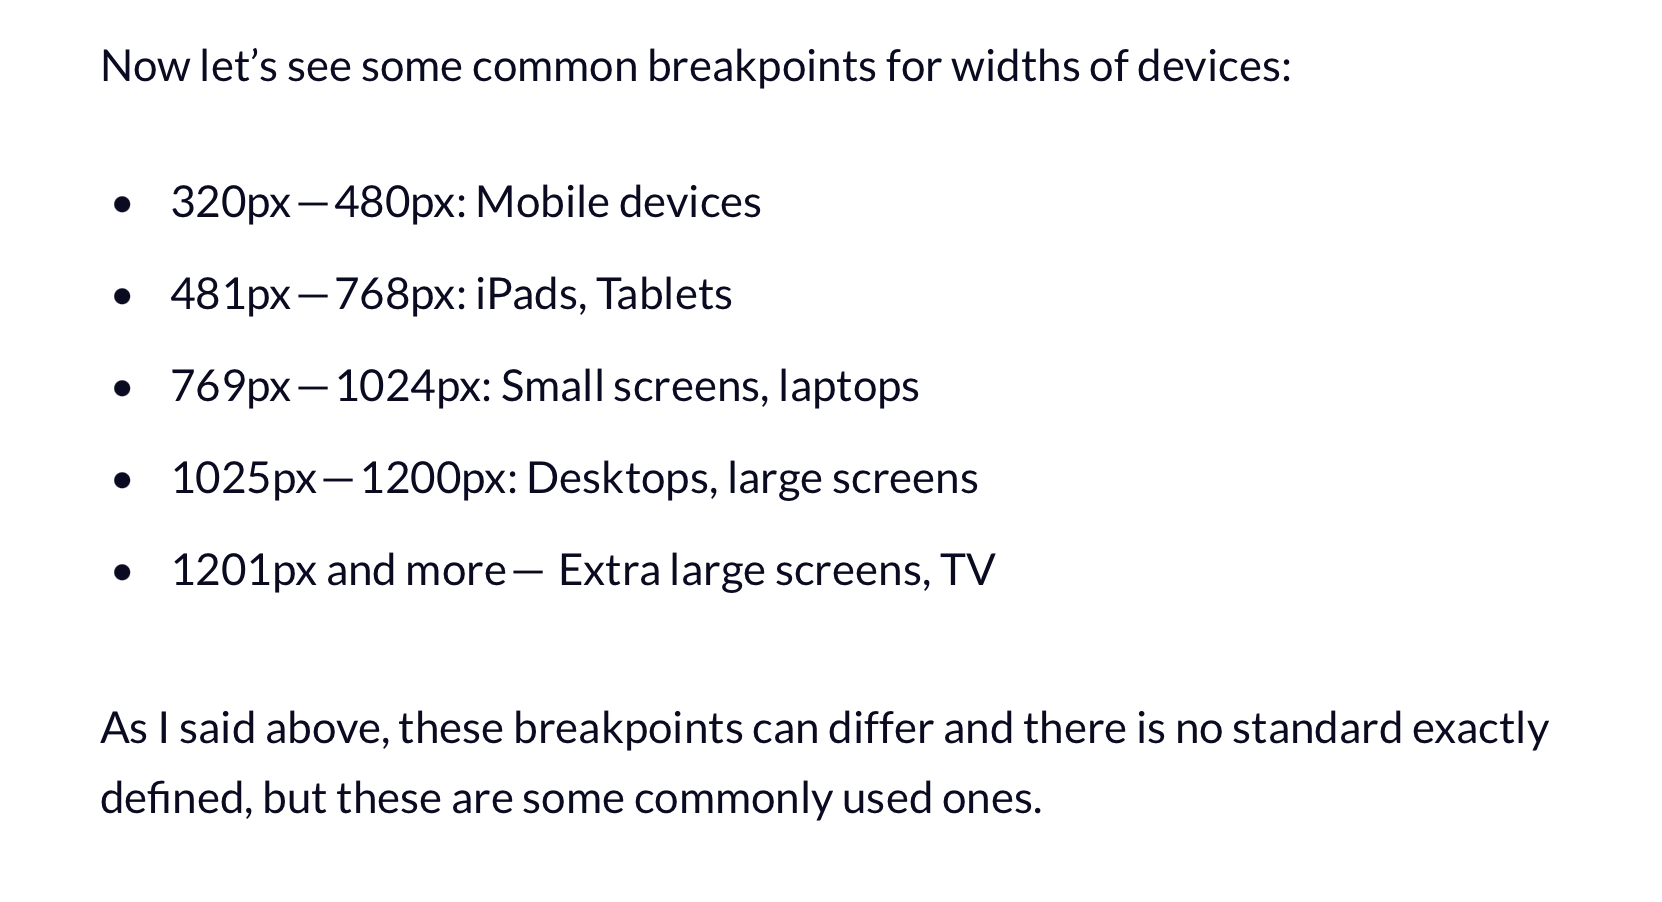 Now let’s see some common breakpoints for widths of devices:
• 320px — 480px: Mobile devices
• 481px — 768px: iPads, Tablets
• 769px — 1024px: Small screens, laptops
• 1025px — 1200px: Desktops, large screens
• 1201px and more —  Extra large screens, TV
As I said above, these breakpoints can differ and there is no standard exactly
defined, but these are some commonly used ones.